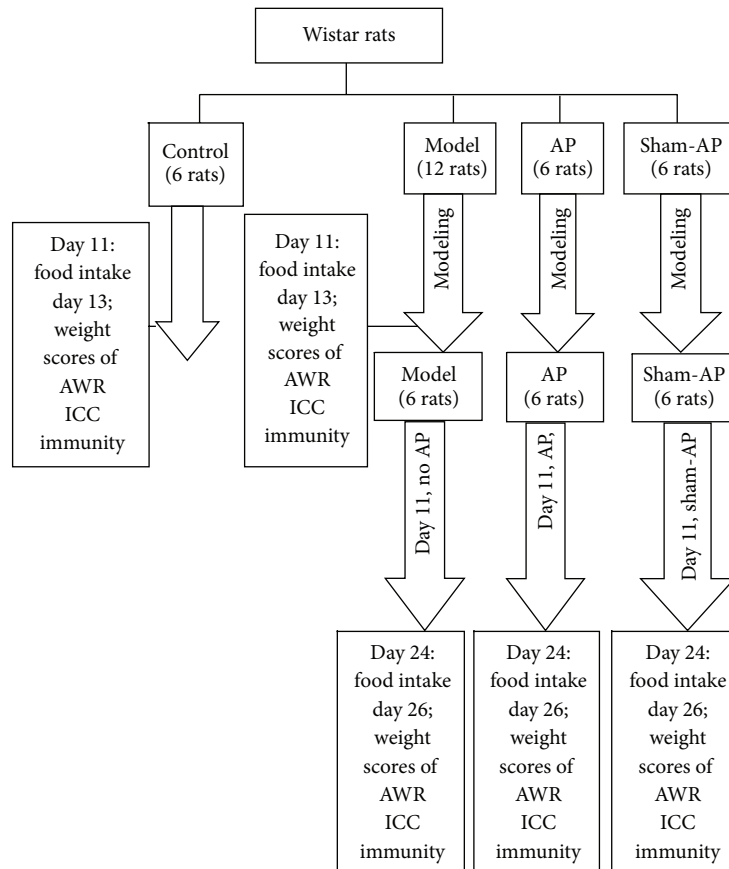 Wistar rats
Control
(6 rats)
Model
(12 rats)
AP
(6 rats)
Sham-AP
(6 rats)
Day 11:
food intake
day 13;
weight
scores of
AWR
ICC
immunity
Day 11:
food intake
day 13;
weight
scores of
AWR
ICC
immunity
Modeling
Modeling
Modeling
Model
(6 rats)
AP
(6 rats)
Sham-AP
(6 rats)
Day 11, no AP
Day 11, AP,
Day 11, sham-AP
Day 24:
food intake
day 26;
weight
scores of
AWR
ICC
immunity
Day 24:
food intake
day 26;
weight
scores of
AWR
ICC
immunity
Day 24:
food intake
day 26;
weight
scores of
AWR
ICC
immunity